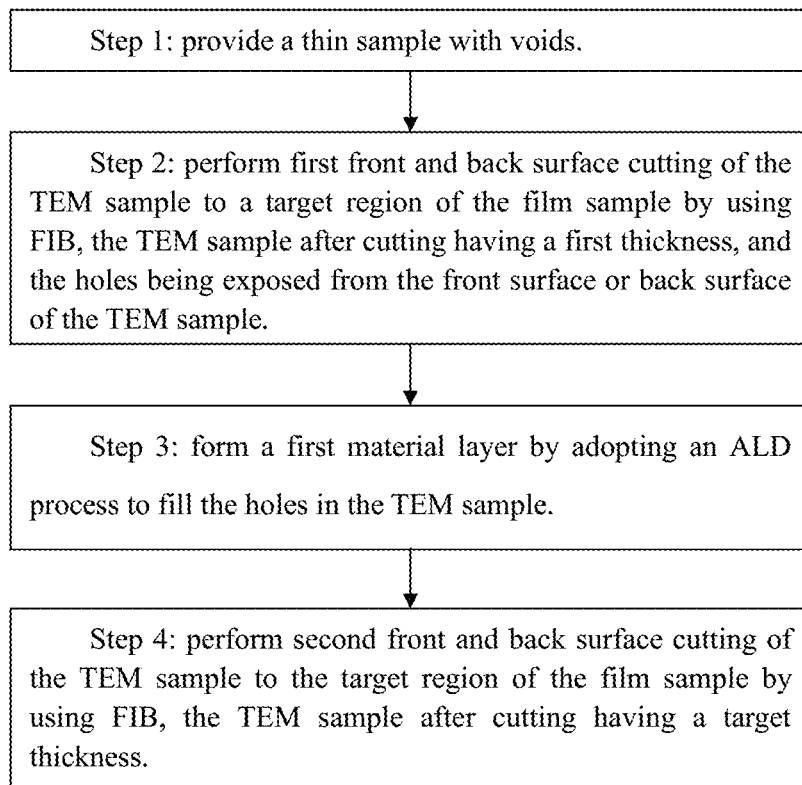 Step 1: provide a thin sample with voids.
Step 2: perform first front and back surface cutting of the
TEM sample to a target region of the film sample by using
FIB, the TEM sample after cutting having a first thickness, and
the holes being exposed from the front surface or back surface
of the TEM sample.
Step 3: form a first material layer by adopting an ALD
process to fill the holes in the TEM sample.
Step 4: perform second front and back surface cutting of
the TEM sample to the target region of the film sample by
using FIB, the TEM sample after cutting having a target
thickness.